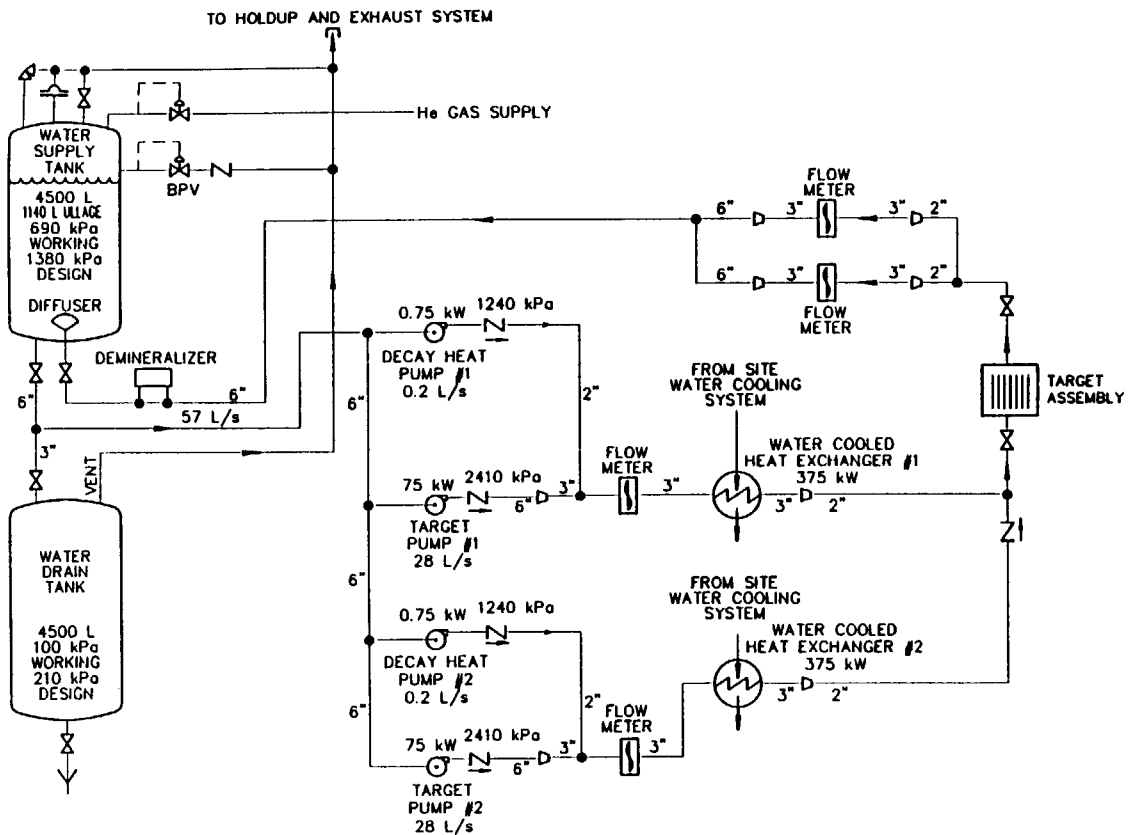 TO HOLDUP AND EXHAUST SYSTEM
He GAS SUPPLY
WATER
SUPPLY
TANK
BPV
4500 L
1140 L ULLAGE
690 kPa
WORKING
1380 kPa
DESIGN
DIFFUSER
DEMINERALIZER
6"
6"
57 L/s
3"
VENT
WATER
DRAIN
TANK
4500 L
100 kPa
WORKING
210 kPa
DESIGN
FLOW
METER
6" 3" 3" 2"
6" 3" 3" 2"
FLOW
METER
0.75 kW 1240 kPa
DECAY HEAT
PUMP #1
0.2 L/s
6"
2"
75 kW 2410 kPa
6" 3"
TARGET
PUMP #1
28 L/s
FLOW
METER
3"
FROM SITE
WATER COOLING
SYSTEM
WATER COOLED
HEAT EXCHANGER #1
375 kW
3" 2"
TARGET
ASSEMBLY
6"
0.75 kW 1240 kPa
DECAY HEAT
PUMP #2
0.2 L/s
6"
2"
75 kW 2410 kPa
6" 3"
TARGET
PUMP #2
28 L/s
FLOW
METER
3"
FROM SITE
WATER COOLING
SYSTEM
WATER COOLED
HEAT EXCHANGER #2
375 kW
3" 2"